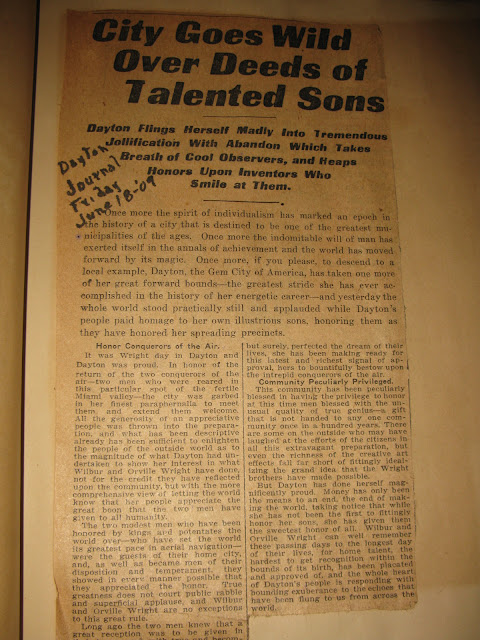 City Goes Wild
Over Deeds of
Talented Sons
Dayton Flings Herself Madly Into Tremendous
Jollification With Abandon Which Takes
Breath of Cool Observers, and Heaps
Honors Upon Inventors Who
Smile at Them.
Dayton
Journal
Friday
June 18-'09
Once more the spirit of individualism has marked an epoch in
the history of a city that is destined to be one of the greatest mu-
nicipalities of the ages. Once more the indomitable will of man has
exerted itself in the annals of achievement and the world has moved
forward by its magic. Once more, if you please, to descend to a
local example, Dayton, the Gem City of America, has taken one more
of her great forward bounds—the greatest stride she has ever ac-
complished in the history of her energetic career—and yesterday the
whole world stood practically still and applauded while Dayton's
people paid homage to her own illustrious sons, honoring them as
they have honored her spreading precincts.
Honor Conquerors of the Air.
It was Wright day in Dayton and
Dayton was proud. In honor of the
return of the two conquerors of the
air—two men who were reared to
this particular spot of the fertile
Miami valley—the city was garbed
in her finest paraphernalia to meet
them and extend them welcome.
All the generosity of an appreciative
people was thrown into the prepara-
tion, and what has been descriptive
already has been sufficient to enlighten
the people of the outside world as to
the magnitude of what Dayton had un-
dertaken to show her interest in what
Wilbur and Orville Wright have done,
not for the credit they have reflected
upon the community, but with the more
comprehensive view of letting the world
know that her people appreciate the
great boon that the two men have
given to all humanity.
The two modest men who have been
honored by kings and potentates the
world over—who have set the world
its greatest pace in aerial navigation—
were the guests of their home city,
and, as well as became men of their
disposition and temperament, they
showed in every manner possible that
they appreciated the honor. True
greatness does not court public rabble
and superficial applause, and Wilbur
and Orville Wright are no exceptions
to this great rule.
Long ago the two men knew that a
great reception was to be given. In
but surely, perfected the dream of their
lives, she has been making ready for
this latest and richest signal of ap-
proval, hers to bountifully bestow upon
the intrepid conquerors of the air.
Community Peculiarly Privileged.
This community has been peculiarly
blessed in having the privilege to honor
at this time men blessed with the un-
usual quality of true genius—a gift
that is not handed to any one com-
munity once in a hundred years. There
are some on the outside who may have
laughed at the efforts of the citizens in
all this extravagant preparation, but
even the richness of the creative art
effects fall far short of fittingly ideal-
izing the grand idea that the Wright
brothers have made possible.
But Dayton has done herself mag-
nificently proud. Money has only been
the means to an end, the end of mak-
ing the world, taking notice that while
she has not been the first to fittingly
honor her sons, she has given them
the sweetest honor of all. Wilbur and
Orville Wright can well remember
these passing days to the longest day
of their lives, for home talent, the
hardest to get recognition within the
bounds of its birth, has been placated
and approved of, and the whole heart
of Dayton's people is responding with
bounding exuberance to the echoes that
have been flung to us from across the
world.